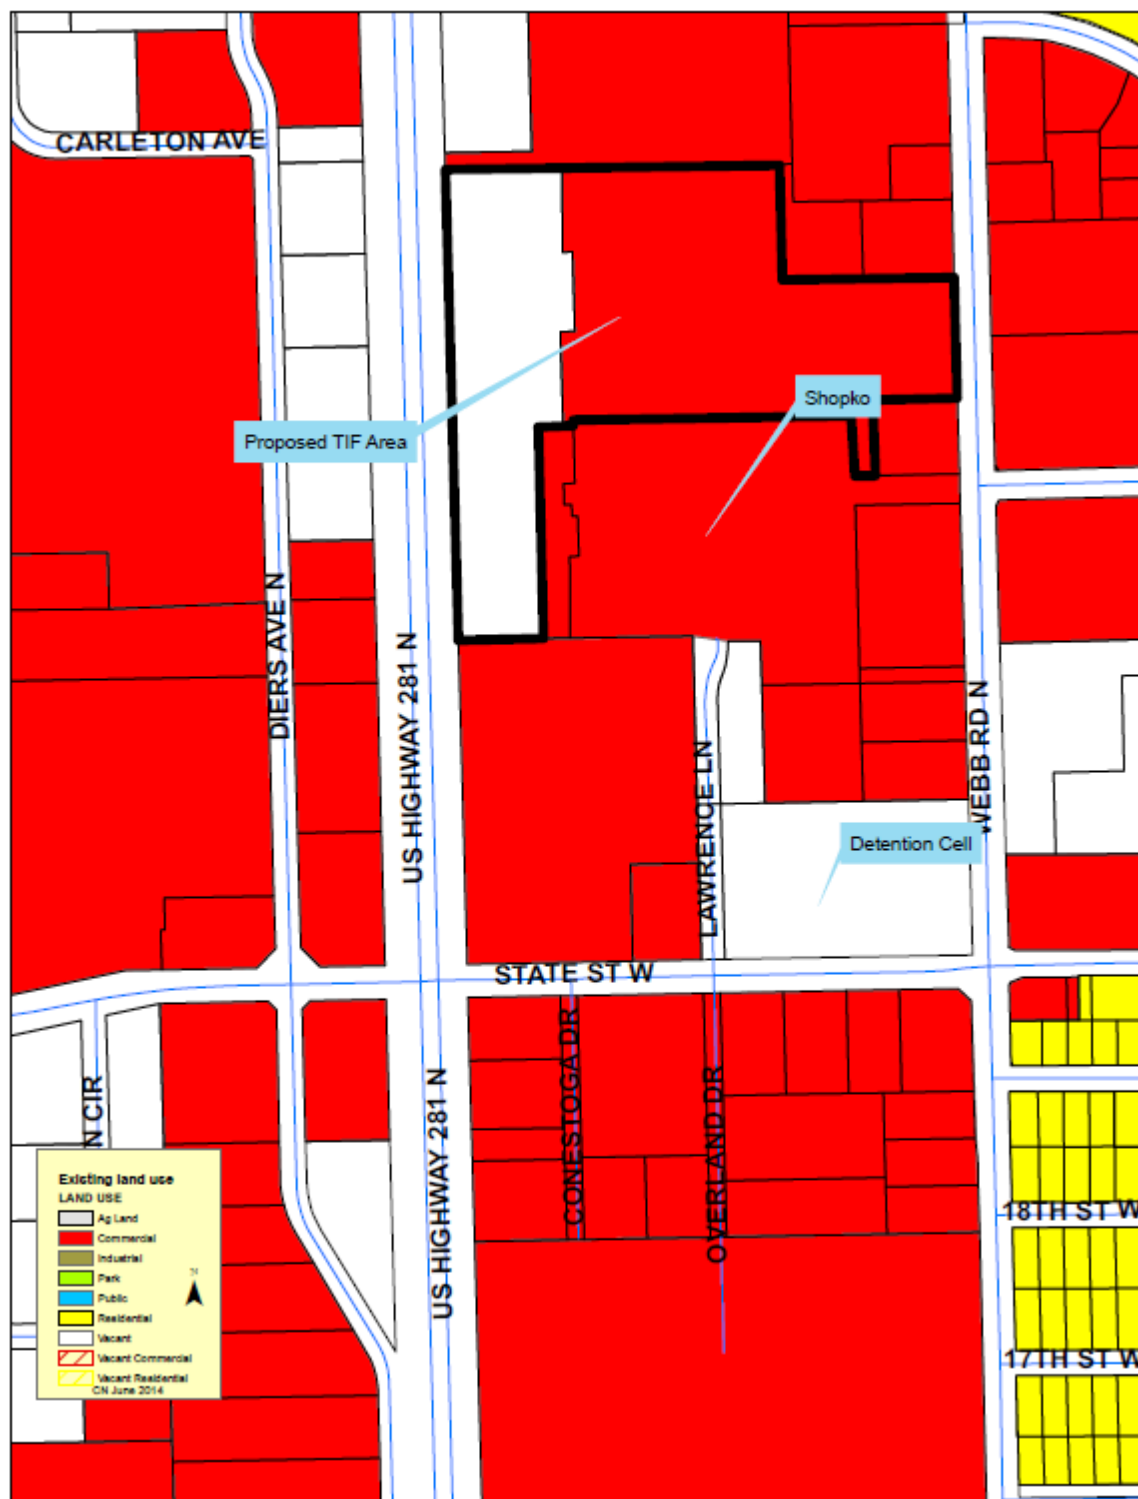 CARLETON AVE
Shopko
Proposed TIF Area
DIERS AVE N
US HIGHWAY 281 N
WEBB RD N
LAWRENCE LN
Detention Cell
STATE ST W
CONESTOGA DR
OVERLAND DR
US HIGHWAY 281 N
N CIR
18TH ST W
17TH ST W
Existing land use
LAND USE
Ag Land
Commercial
Industrial
Park
Public
Residential
Vacant
Vacant Commercial
Vacant Residential
CN June 2014
N